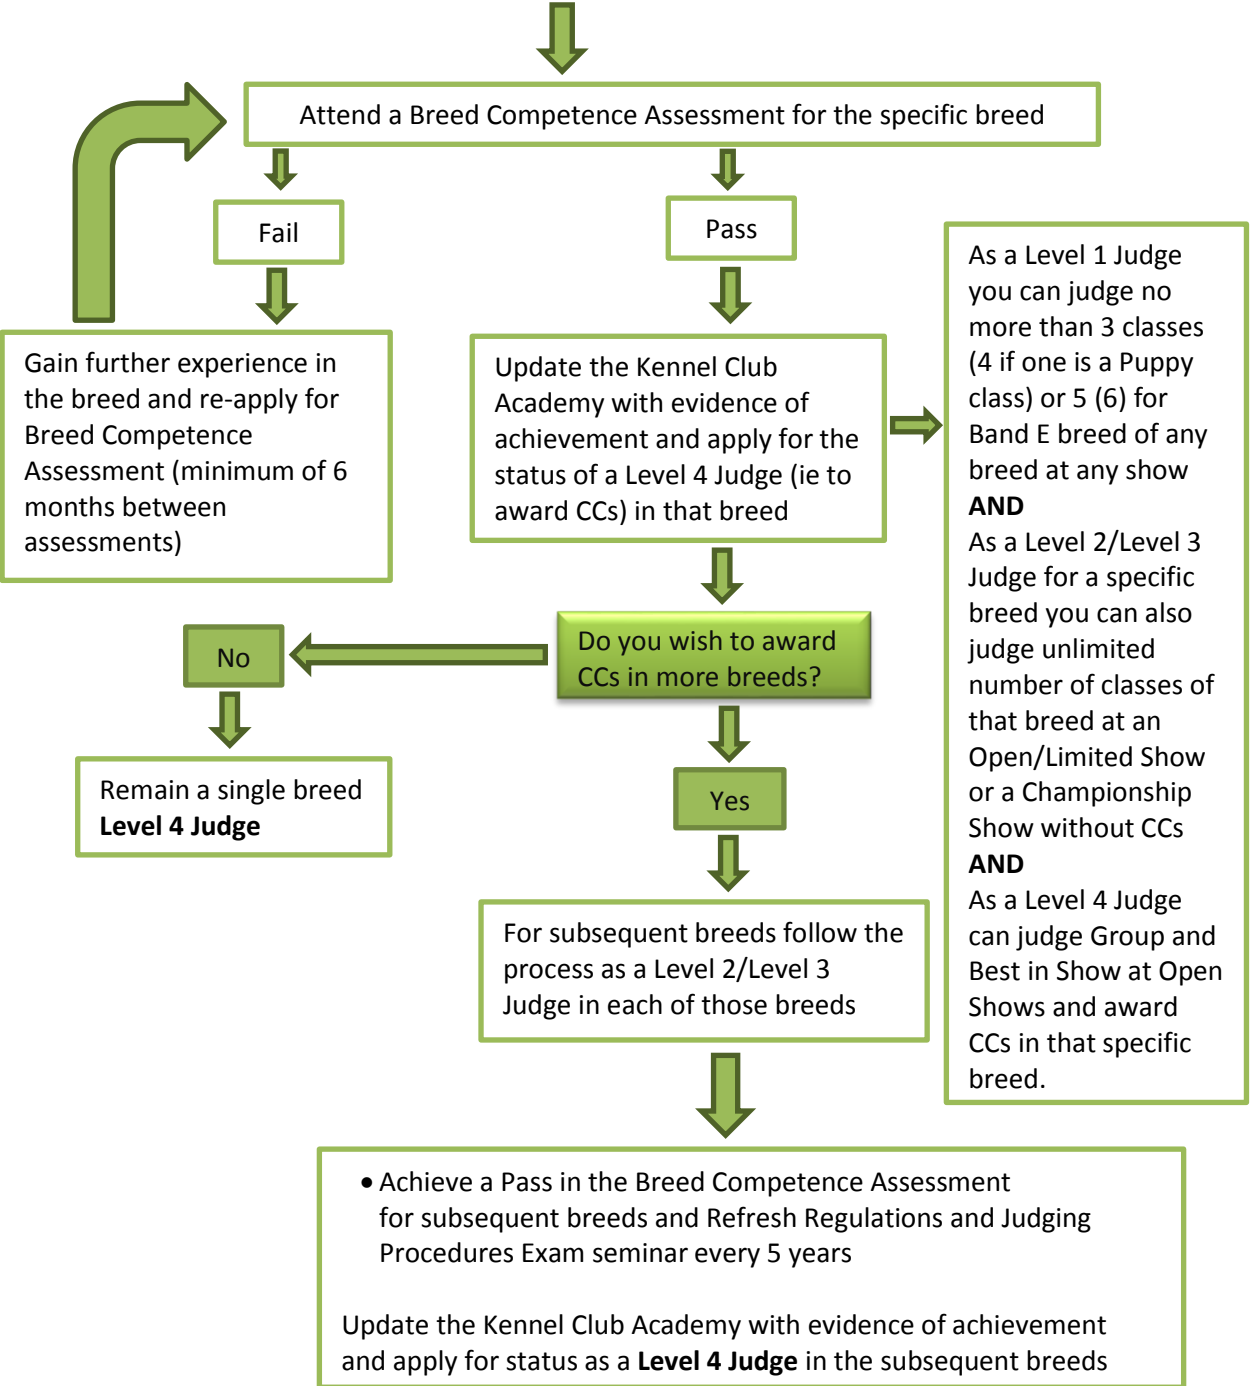 Attend a Breed Competence Assessment for the specific breed
Fail
Pass
Gain further experience in
the breed and re-apply for
Breed Competence
Assessment (minimum of 6
months between
assessments)
Update the Kennel Club
Academy with evidence of
achievement and apply for the
status of a Level 4 Judge (ie to
award CCs) in that breed
As a Level 1 Judge
you can judge no
more than 3 classes
(4 if one is a Puppy
class) or 5 (6) for
Band E breed of any
breed at any show
AND
As a Level 2/Level 3
Judge for a specific
breed you can also
judge unlimited
number of classes of
that breed at an
Open/Limited Show
or a Championship
Show without CCs
AND
As a Level 4 Judge
can judge Group and
Best in Show at Open
Shows and award
CCs in that specific
breed.
Do you wish to award
CCs in more breeds?
No
Remain a single breed
Level 4 Judge
Yes
For subsequent breeds follow the
process as a Level 2/Level 3
Judge in each of those breeds
• Achieve a Pass in the Breed Competence Assessment
for subsequent breeds and Refresh Regulations and Judging
Procedures Exam seminar every 5 years
Update the Kennel Club Academy with evidence of achievement
and apply for status as a Level 4 Judge in the subsequent breeds